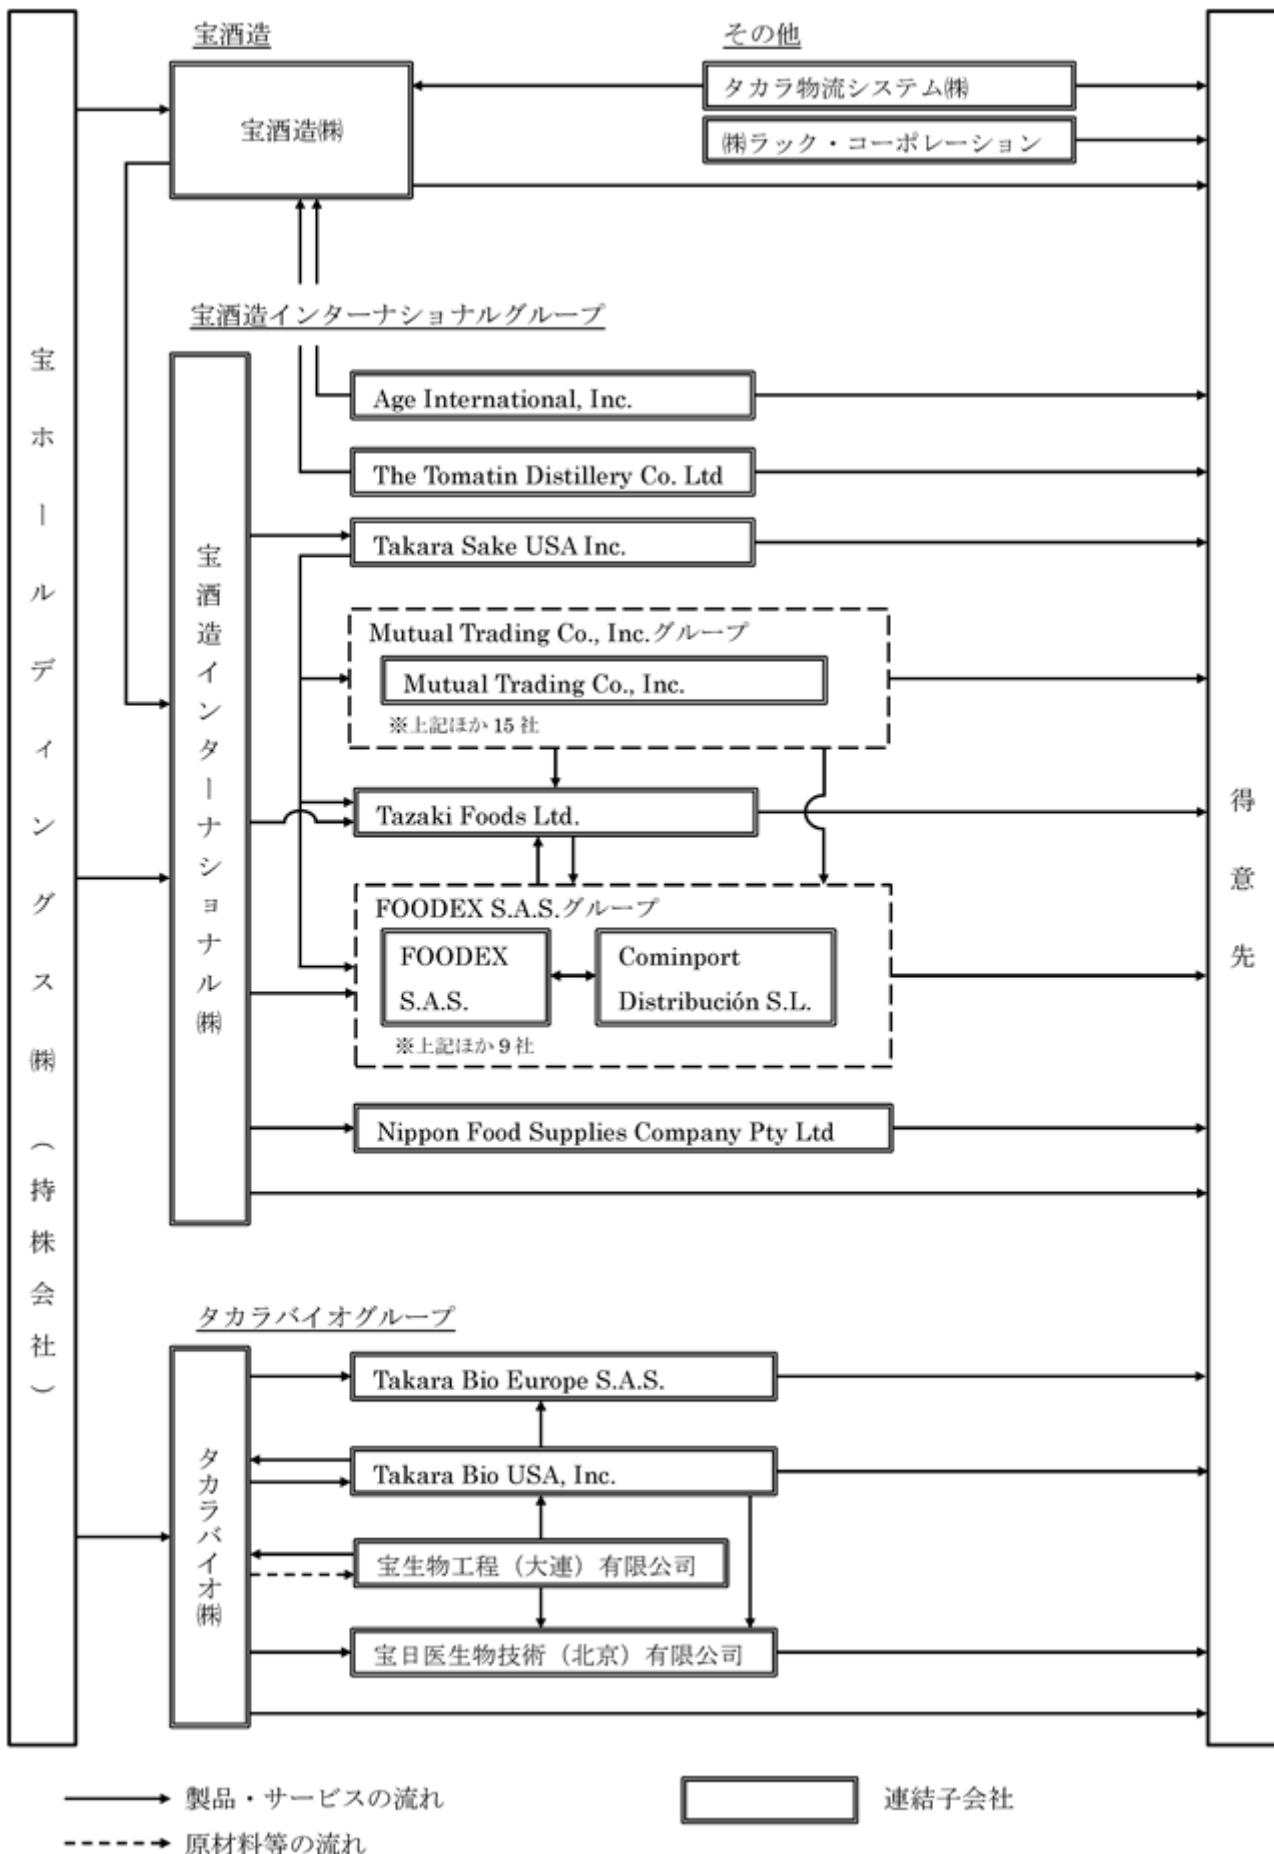 宝ホールディングス㈱（持株会社）
宝酒造
宝酒造㈱
その他
タカラ物流システム㈱
㈱ラック・コーポレーション
宝酒造インターナショナルグループ
宝酒造インターナショナル㈱
Age International, Inc.
The Tomatin Distillery Co. Ltd
Takara Sake USA Inc.
Mutual Trading Co., Inc.グループ
Mutual Trading Co., Inc.
※上記ほか 15 社
Tazaki Foods Ltd.
FOODEX S.A.S.グループ
FOODEX
S.A.S.
Cominport
Distribución S.L.
※上記ほか 9 社
Nippon Food Supplies Company Pty Ltd
タカラバイオグループ
タカラバイオ㈱
Takara Bio Europe S.A.S.
Takara Bio USA, Inc.
宝生物工程（大連）有限公司
宝日医生物技術（北京）有限公司
得意先
製品・サービスの流れ
連結子会社
原材料等の流れ